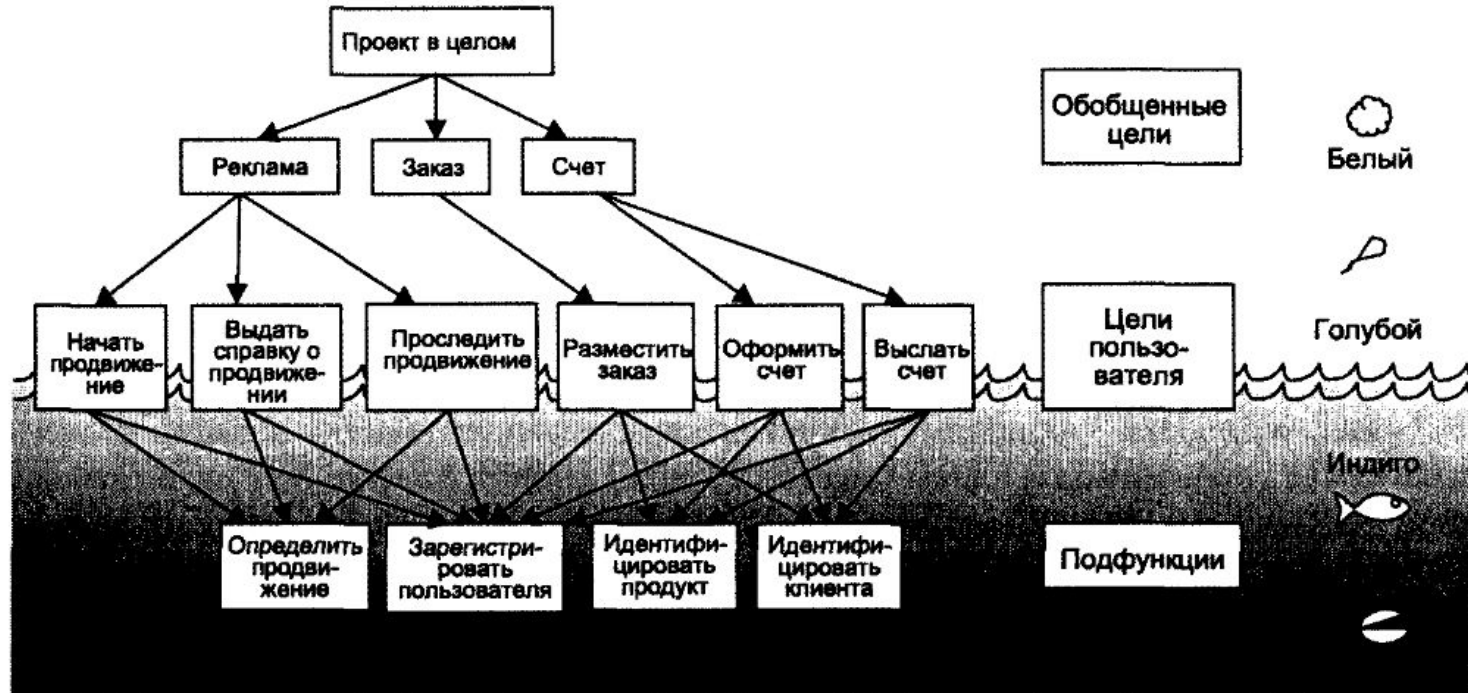 Проект в целом
Обобщенные
цели
Белый
Реклама
Заказ
Счет
Начать
продвиже-
ние
Выдать
справку о
продвиже-
нии
Проследить
продвижение
Разместить
заказ
Оформить
счет
Выслать
счет
Цели
пользо-
вателя
Голубой
Индиго
Определить
продви-
жение
Зарегистри-
ровать
пользователя
Идентифи-
цировать
продукт
Идентифи-
цировать
клиента
Подфункции